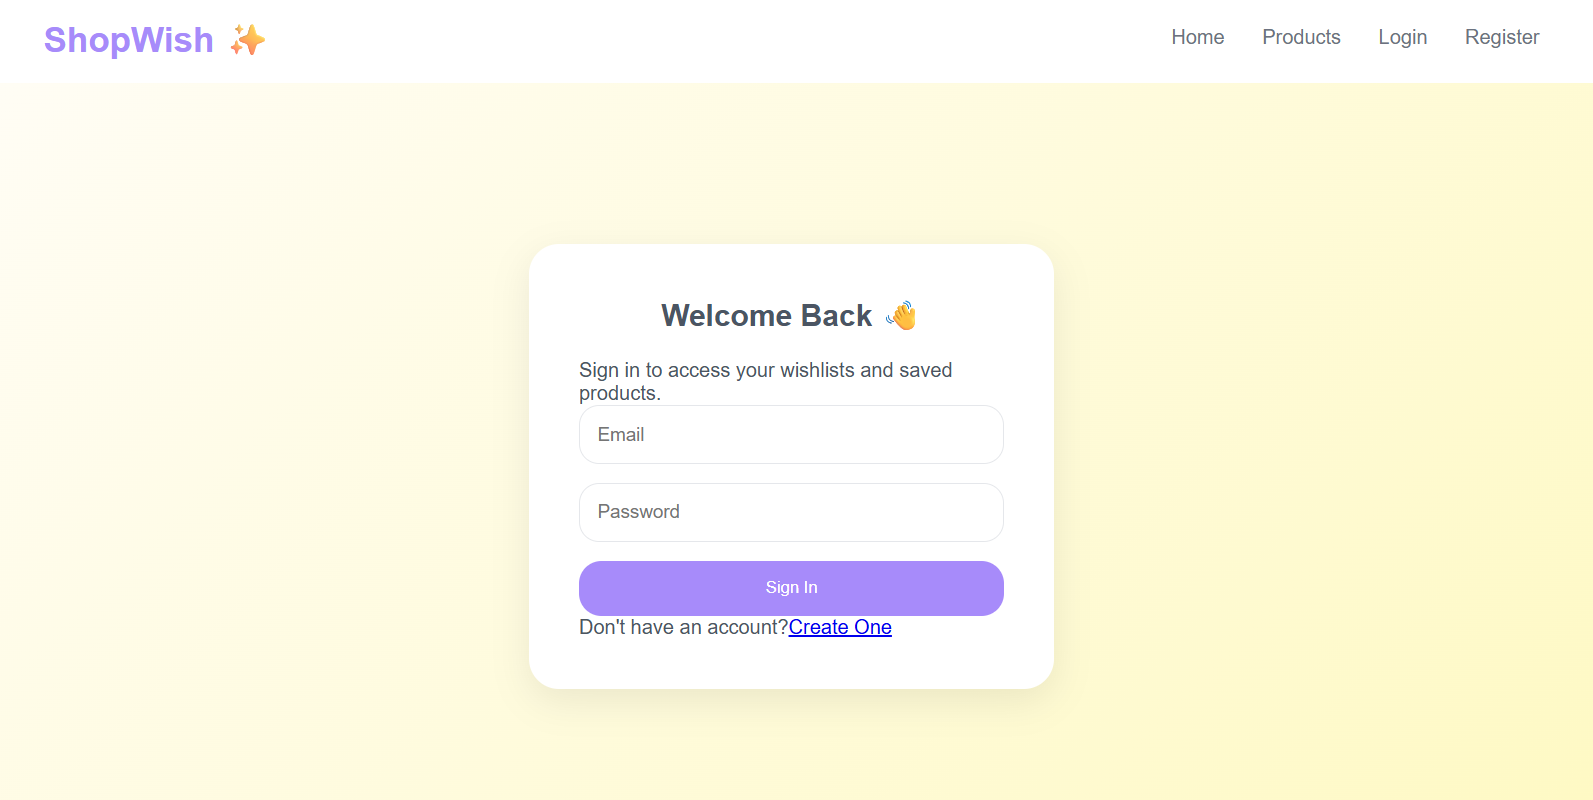 ShopWish ✨
Home Products Login Register
Welcome Back 👋
Sign in to access your wishlists and saved
products.
Email
Password
Sign In
Don't have an account?Create One